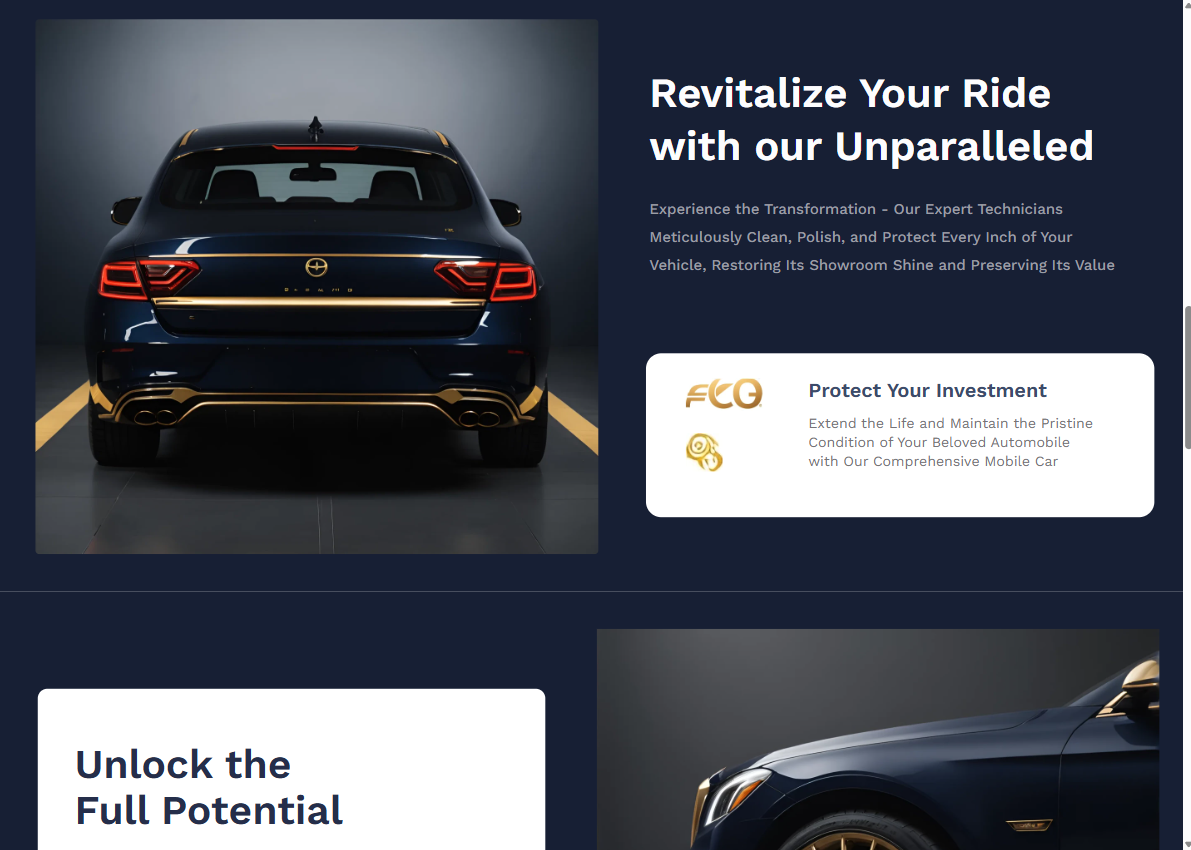 Revitalize Your Ride
with our Unparalleled
Experience the Transformation - Our Expert Technicians
Meticulously Clean, Polish, and Protect Every Inch of Your
Vehicle, Restoring Its Showroom Shine and Preserving Its Value
Protect Your Investment
Extend the Life and Maintain the Pristine
Condition of Your Beloved Automobile
with Our Comprehensive Mobile Car
Unlock the
Full Potential